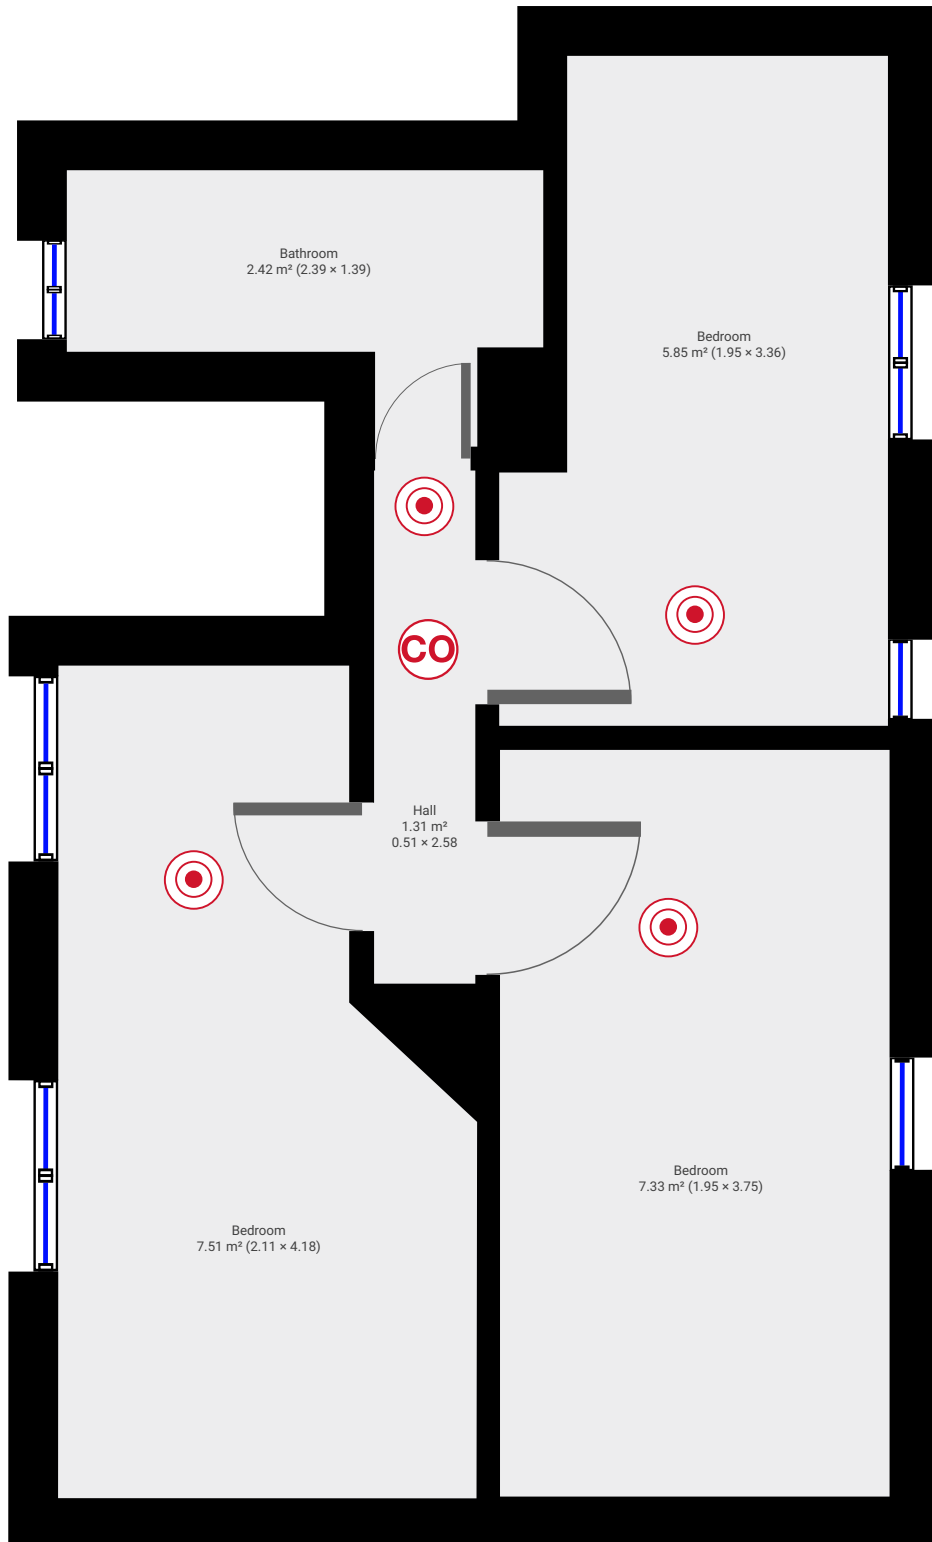 Bathroom
2.42 m² (2.39 × 1.39)
Bedroom
5.85 m² (1.95 × 3.36)
CO
Hall
1.31 m²
0.51 × 2.58
Bedroom
7.33 m² (1.95 × 3.75)
Bedroom
7.51 m² (2.11 × 4.18)